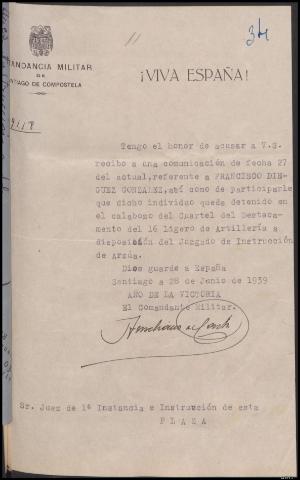 34
11
COMANDANCIA MILITAR
DE
SANTIAGO DE COMPOSTELA
¡VIVA ESPAÑA!
Tengo el honor de acusar a V.S.
recibo a una comunicación de fecha 27
del actual, referente a FRANCISCO DIN-
GUEZ GONZALEZ, así como de participarle
que dicho individuo queda detenido en
el calabozo del Cuartel del Destaca-
mento del 16 ligero de Artillería a
disposición del Juzgado de Instrucción
de Arzúa.
Dios guarde a España
Santiago a 28 de Junio de 1939
AÑO DE LA VICTORIA
El Comandante Militar.
Sr. Juez de 1ª Instancia e Instrucción de esta
PLAZA